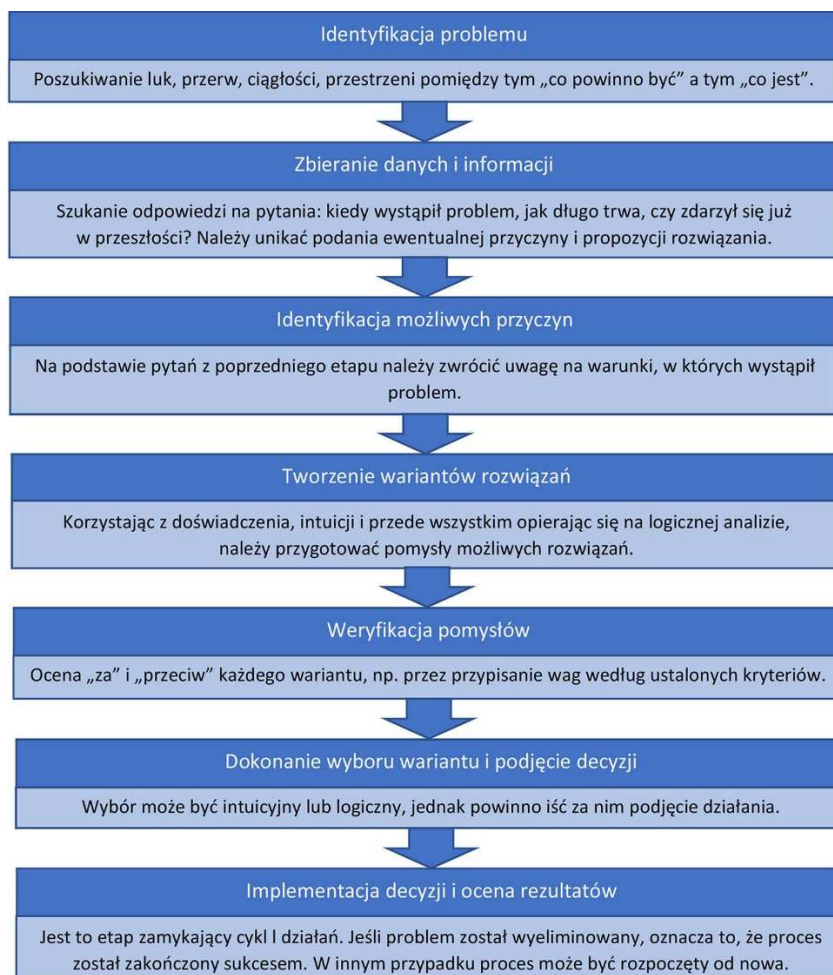 Identyfikacja problemu
Poszukiwanie luk, przerw, ciągłości, przestrzeni pomiędzy tym „co powinno być” a tym „co jest”.
Zbieranie danych i informacji
Szukanie odpowiedzi na pytania: kiedy wystąpił problem, jak długo trwa, czy zdarzył się już
w przeszłości? Należy unikać podania ewentualnej przyczyny i propozycji rozwiązania.
Identyfikacja możliwych przyczyn
Na podstawie pytań z poprzedniego etapu należy zwrócić uwagę na warunki, w których wystąpił
problem.
Tworzenie wariantów rozwiązań
Korzystając z doświadczenia, intuicji i przede wszystkim opierając się na logicznej analizie,
należy przygotować pomysły możliwych rozwiązań.
Weryfikacja pomysłów
Ocena „za” i „przeciw” każdego wariantu, np. przez przypisanie wag według ustalonych kryteriów.
Dokonanie wyboru wariantu i podjęcie decyzji
Wybór może być intuicyjny lub logiczny, jednak powinno iść za nim podjęcie działania.
Implementacja decyzji i ocena rezultatów
Jest to etap zamykający cykl l działań. Jeśli problem został wyeliminowany, oznacza to, że proces
został zakończony sukcesem. W innym przypadku proces może być rozpoczęty od nowa.